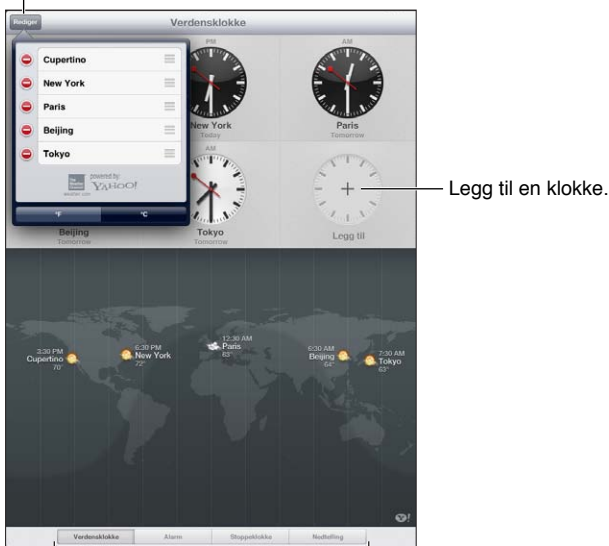 Rediger
Verdensklokke
Cupertino
New York
Paris
Beijing
Tokyo
powered by
YAHOO!
weather.com
°F
°C
PM
AM
New York
Today
Paris
Tomorrow
AM
Beijing
Tomorrow
Tokyo
Tomorrow
Legg til
Legg til en klokke.
3:30 PM
Cupertino
70°
6:30 PM
New York
72°
12:30 AM
Paris
63°
6:30 AM
Beijing
64°
7:30 AM
Tokyo
63°
Y!
Verdensklokke
Alarm
Stoppeklokke
Nedtelling